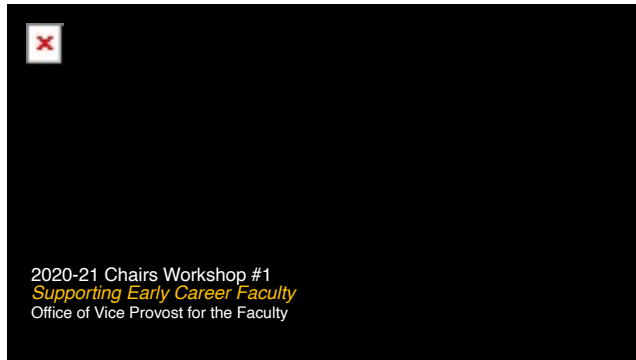 2020-21 Chairs Workshop #1
Supporting Early Career Faculty
Office of Vice Provost for the Faculty